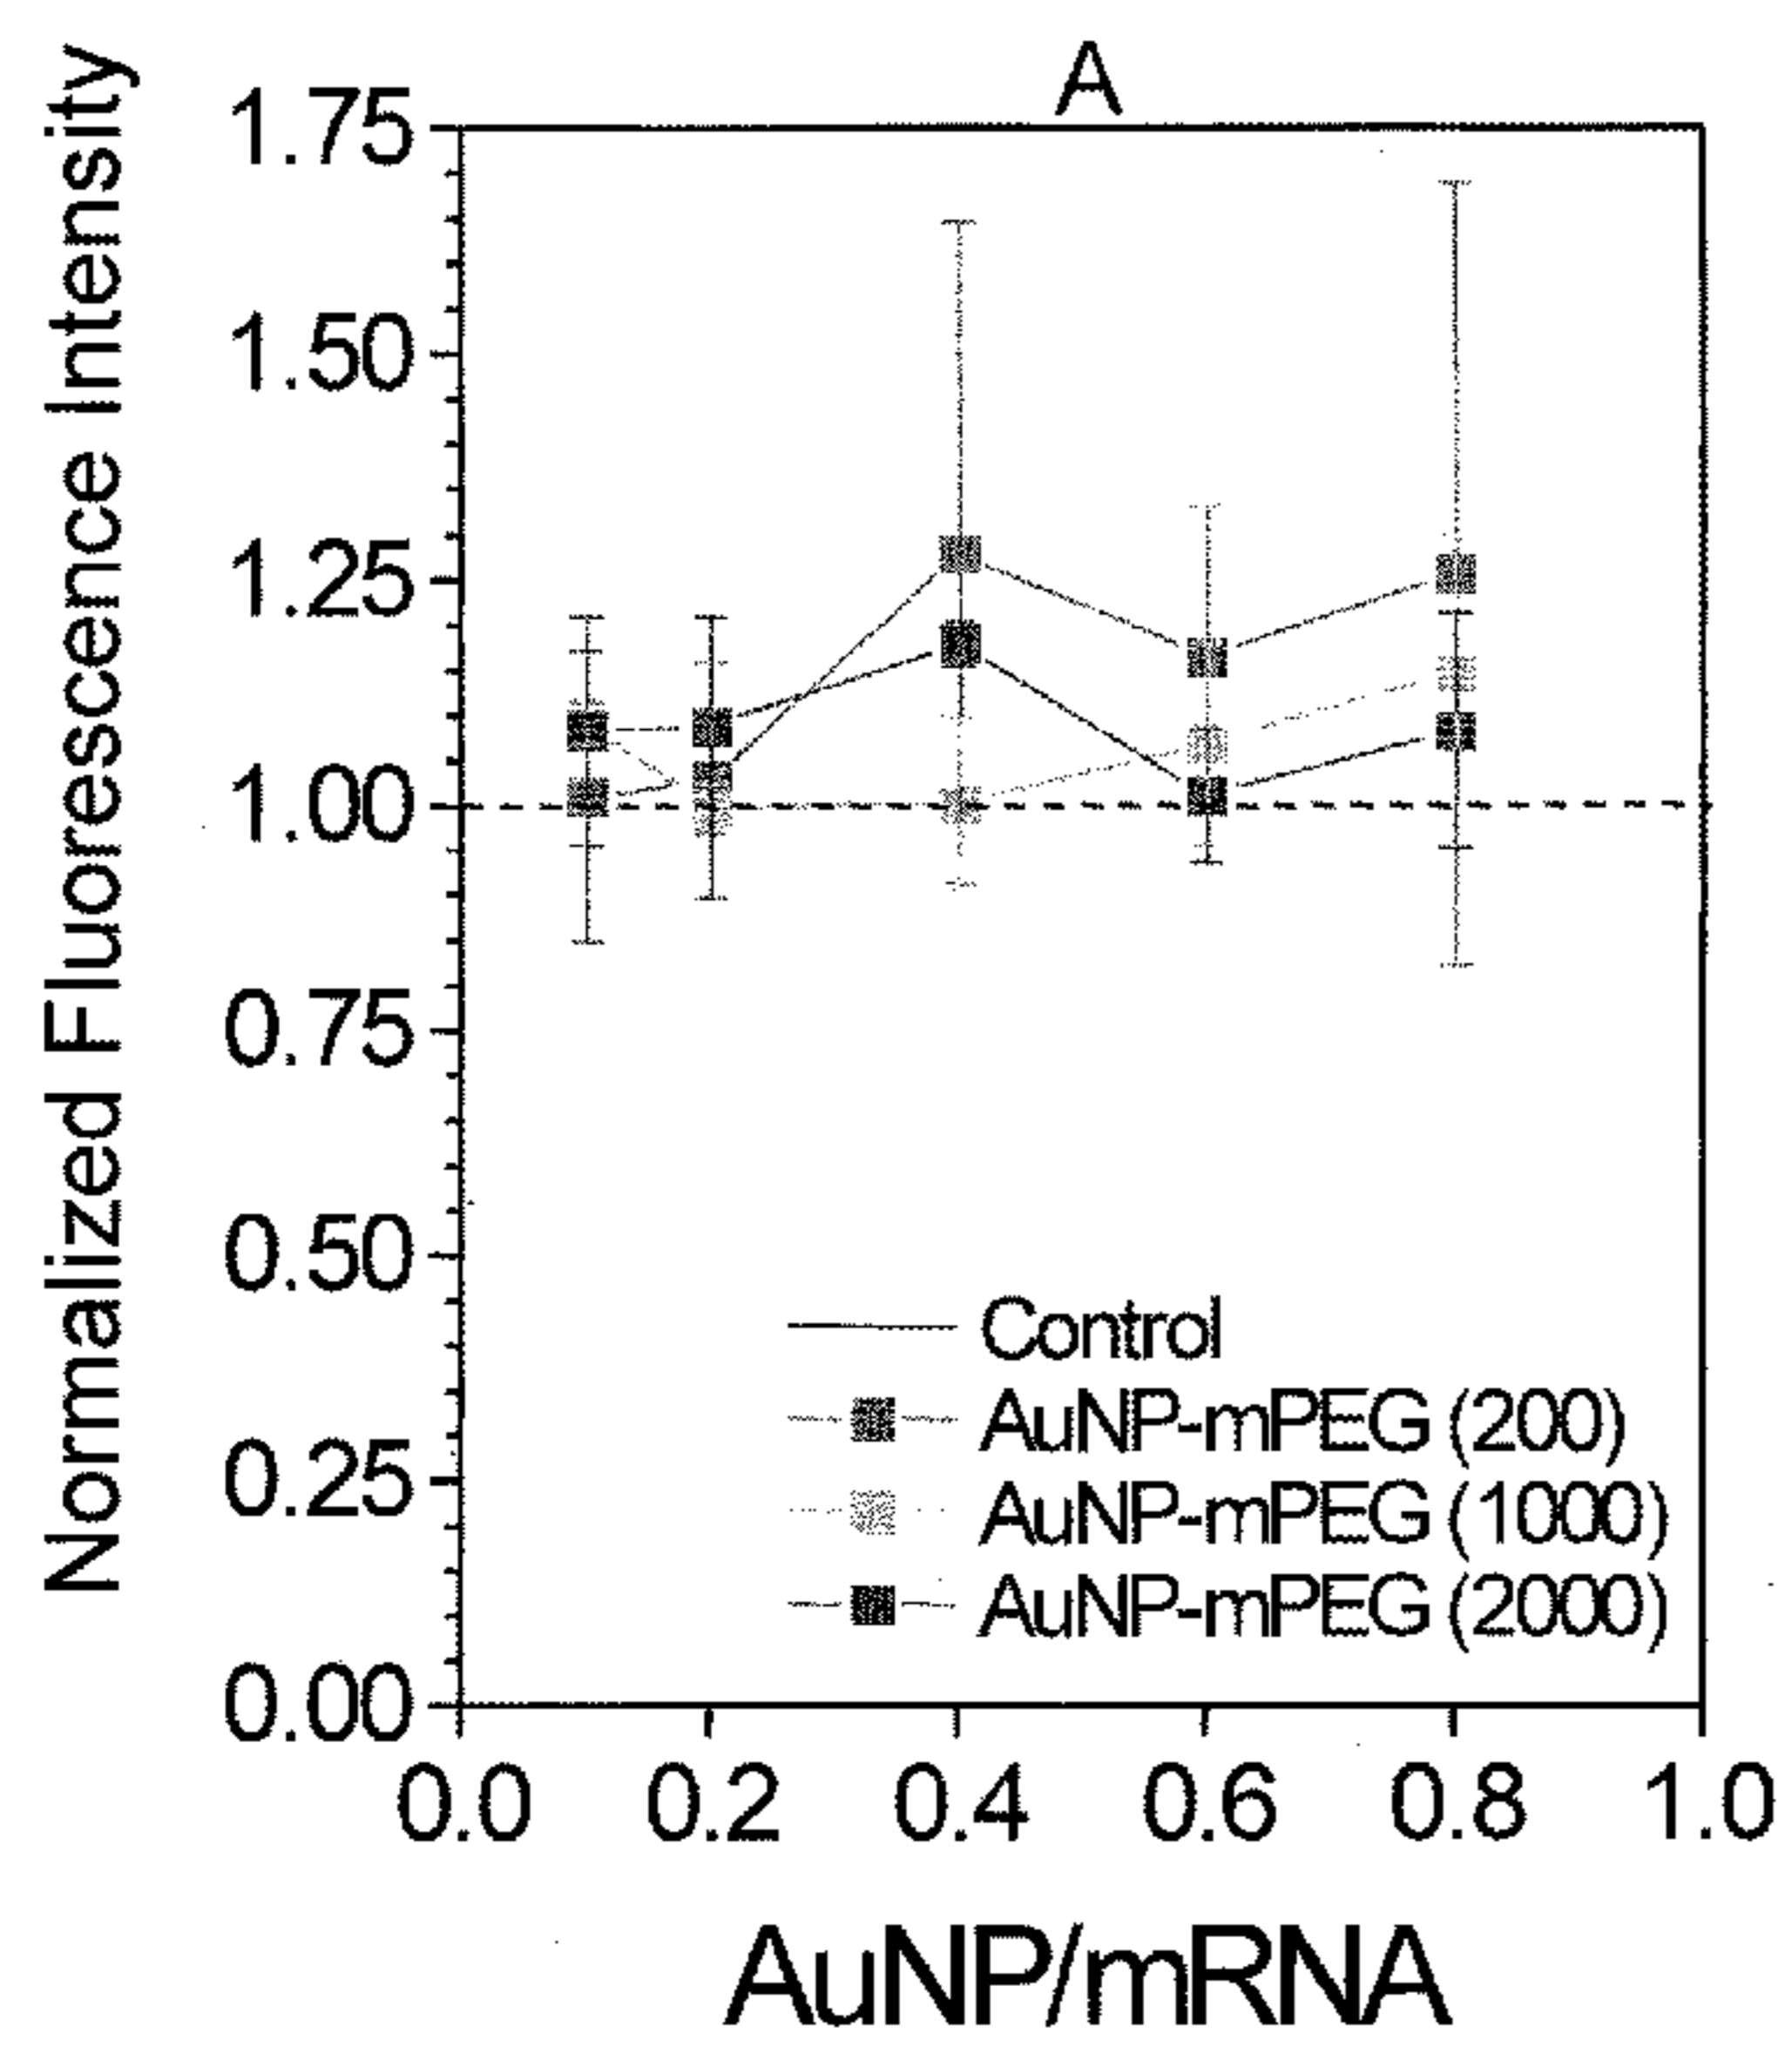 A
Normalized Fluorescence Intensity
1.75
1.50
1.25
1.00
0.75
0.50
0.25
0.00
Control
AuNP-mPEG (200)
AuNP-mPEG (1000)
AuNP-mPEG (2000)
0.0 0.2 0.4 0.6 0.8 1.0
AuNP/mRNA